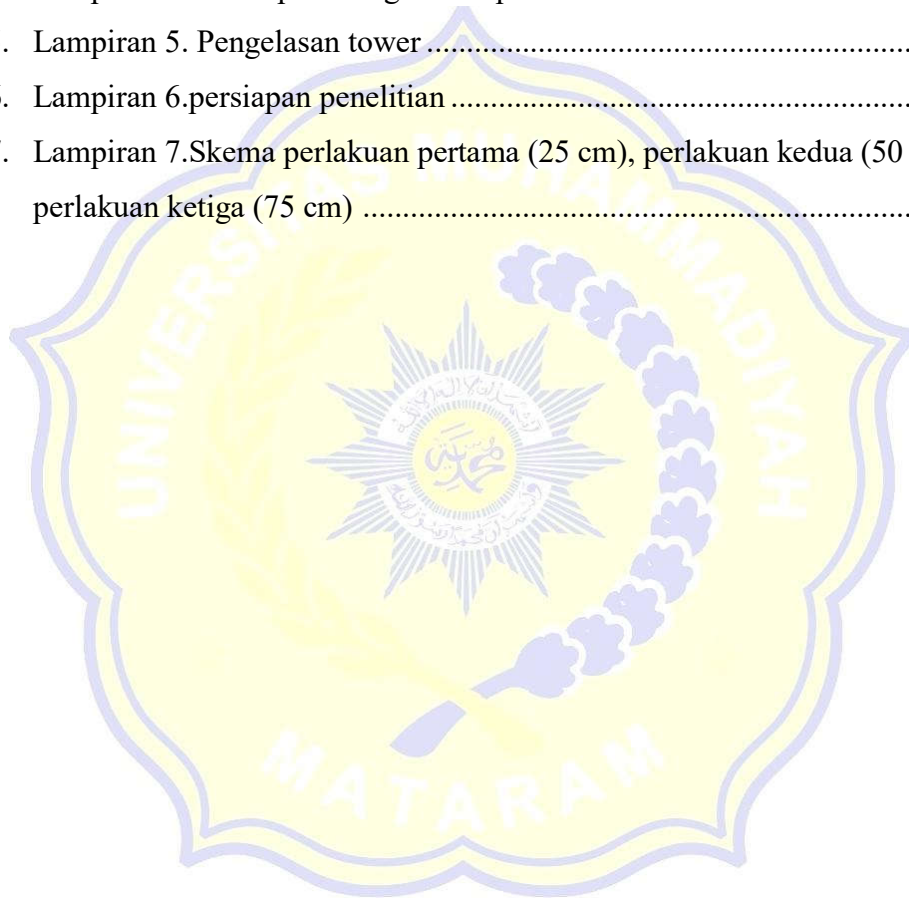 Lampiran 5. Pengelasan tower
Lampiran 6.persiapan penelitian
Lampiran 7.Skema perlakuan pertama (25 cm), perlakuan kedua (50
perlakuan ketiga (75 cm)
UNIVERSITAS MUHAMMADIYAH
MATARAM